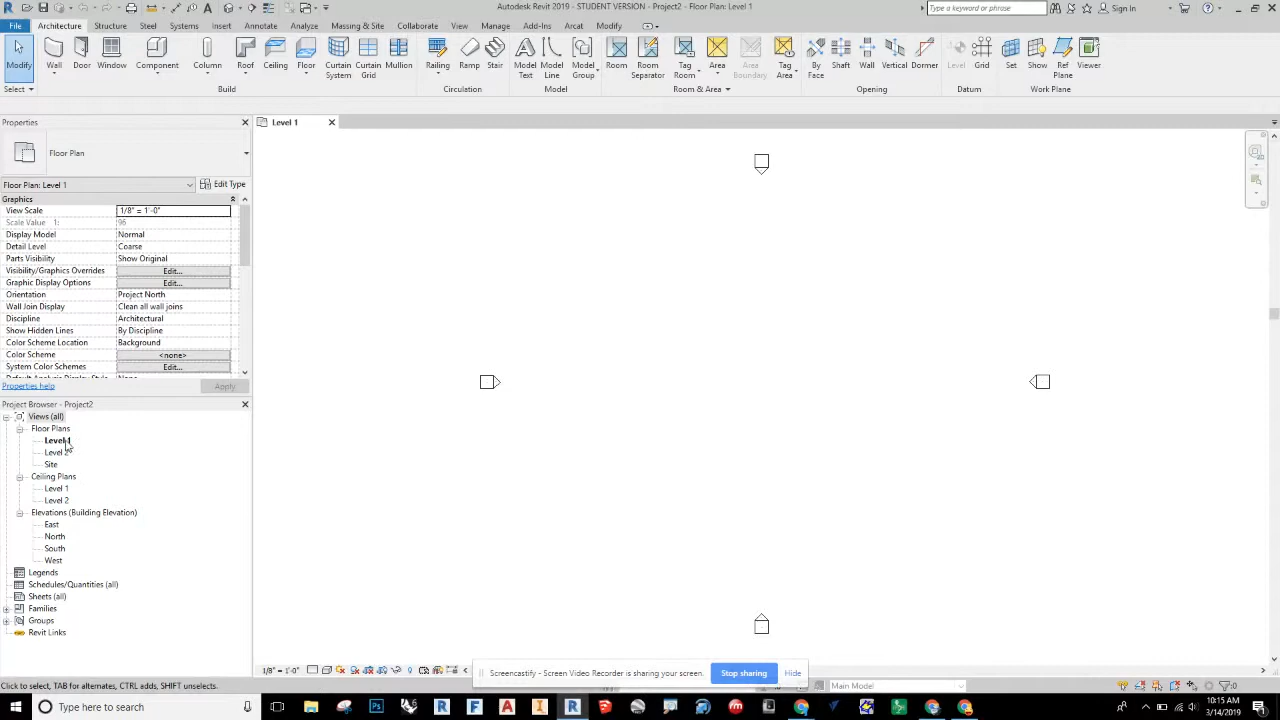 Autodesk Revit 2019 - STUDENT VERSION - Project2 - Floor Plan: Level 1
Type a keyword or phrase
Sign In
File Architecture Structure Steel Systems Insert Annotate Analyze Massing & Site Collaborate View Manage Add-Ins Arcat Modify
Modify Wall Door Window Component Column Roof Ceiling Floor Curtain System Curtain Grid Mullion Railing Ramp Stair Model Text Model Line Model Group Room Room Separator Tag Room Area Area Boundary Tag Area By Face Shaft Wall Vertical Dormer Level Grid Set Show Ref Plane Viewer
Select Build Circulation Model Room & Area Opening Datum Work Plane
Properties
Level 1
Floor Plan
Floor Plan: Level 1
Edit Type
Graphics
View Scale 1/8" = 1'-0"
Scale Value 1: 96
Display Model Normal
Detail Level Coarse
Parts Visibility Show Original
Visibility/Graphics Overrides Edit...
Graphic Display Options Edit...
Orientation Project North
Wall Join Display Clean all wall joins
Discipline Architectural
Show Hidden Lines By Discipline
Color Scheme Location Background
Color Scheme <none>
System Color Schemes Edit...
Default Analysis Display Style None
Properties help
Apply
Project Browser - Project2
Views (all)
Floor Plans
Level 1
Level
Site
Ceiling Plans
Level 1
Level 2
Elevations (Building Elevation)
East
North
South
West
Legends
Schedules/Quantities (all)
Sheets (all)
Families
Groups
Revit Links
1/8" = 1'-0"
Screencastify - Screen Video Recorder is sharing your screen.
Stop sharing
Hide
Click to select, TAB for alternates, CTRL adds, SHIFT unselects.
Main Model
:0
Type here to search
10:15 AM
3/14/2019